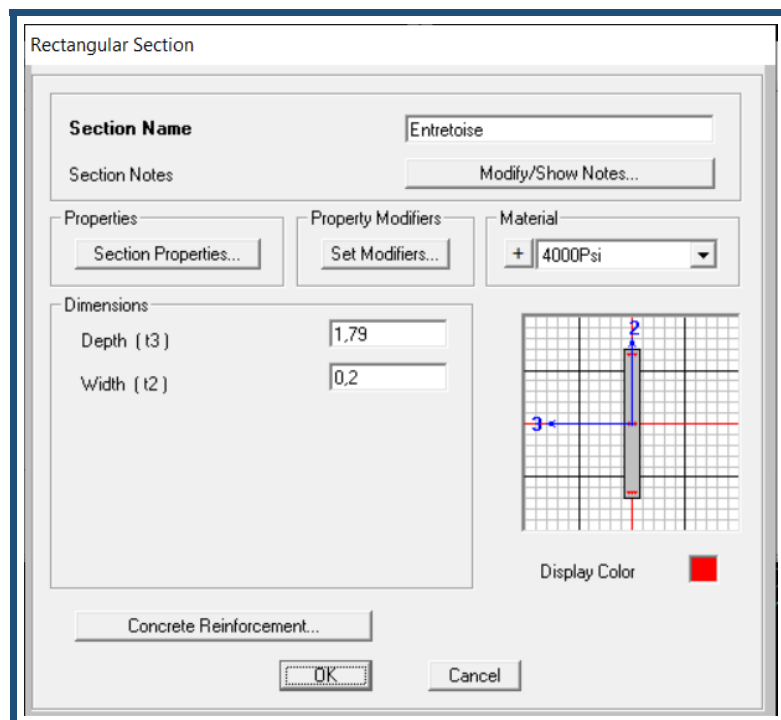 Rectangular Section
Section Name Entretoise
Section Notes Modify/Show Notes...
Properties Property Modifiers Material
Section Properties... Set Modifiers... + 4000Psi
Dimensions
Depth ( t3 ) 1,79
Width ( t2 ) 0,2
2
3
Display Color
Concrete Reinforcement...
OK Cancel